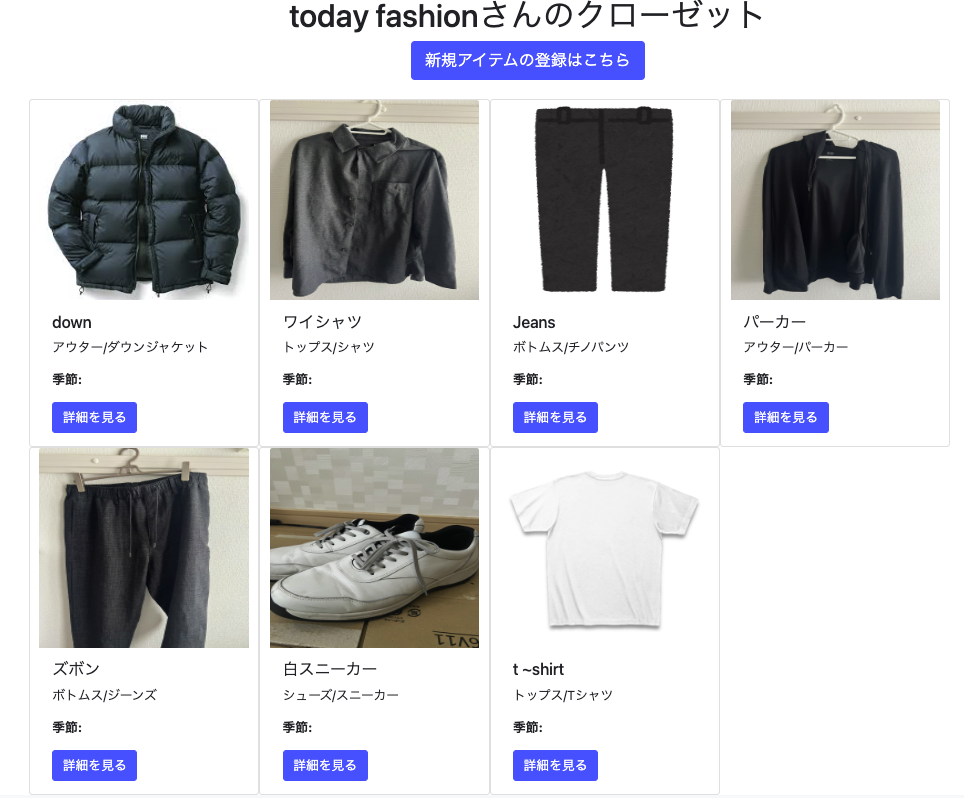 today fashionさんのクローゼット
新規アイテムの登録はこちら
down
アウター/ダウンジャケット
季節:
詳細を見る
ワイシャツ
トップス/シャツ
季節:
詳細を見る
Jeans
ボトムス/チノパンツ
季節:
詳細を見る
パーカー
アウター/パーカー
季節:
詳細を見る
ズボン
ボトムス/ジーンズ
季節:
詳細を見る
白スニーカー
シューズ/スニーカー
季節:
詳細を見る
t ~shirt
トップス/Tシャツ
季節:
詳細を見る